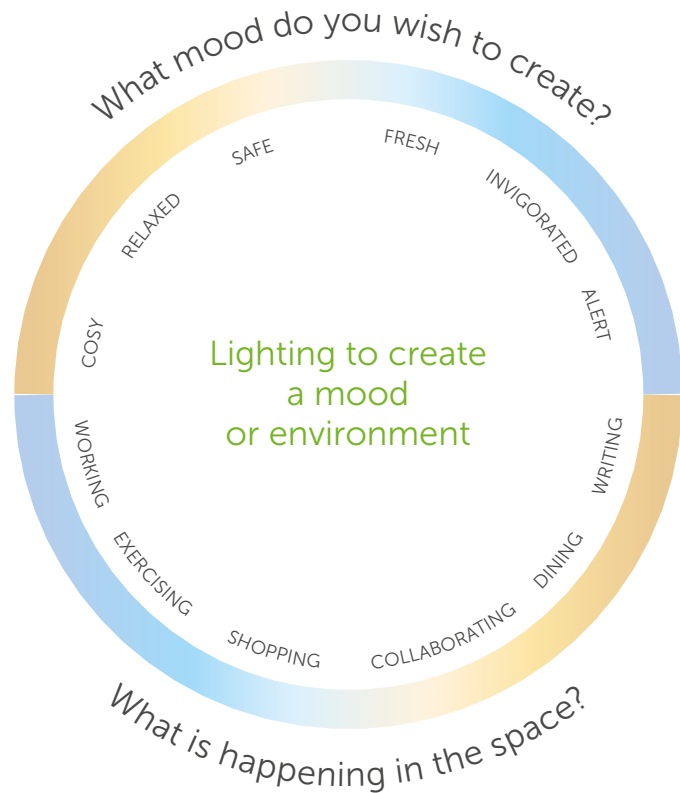 What mood do you wish to create?
COSY
RELAXED
SAFE
FRESH
INVIGORATED
ALERT
Lighting to create
a mood
or environment
WORKING
EXERCISING
SHOPPING
COLLABORATING
DINING
WRITING
What is happening in the space?